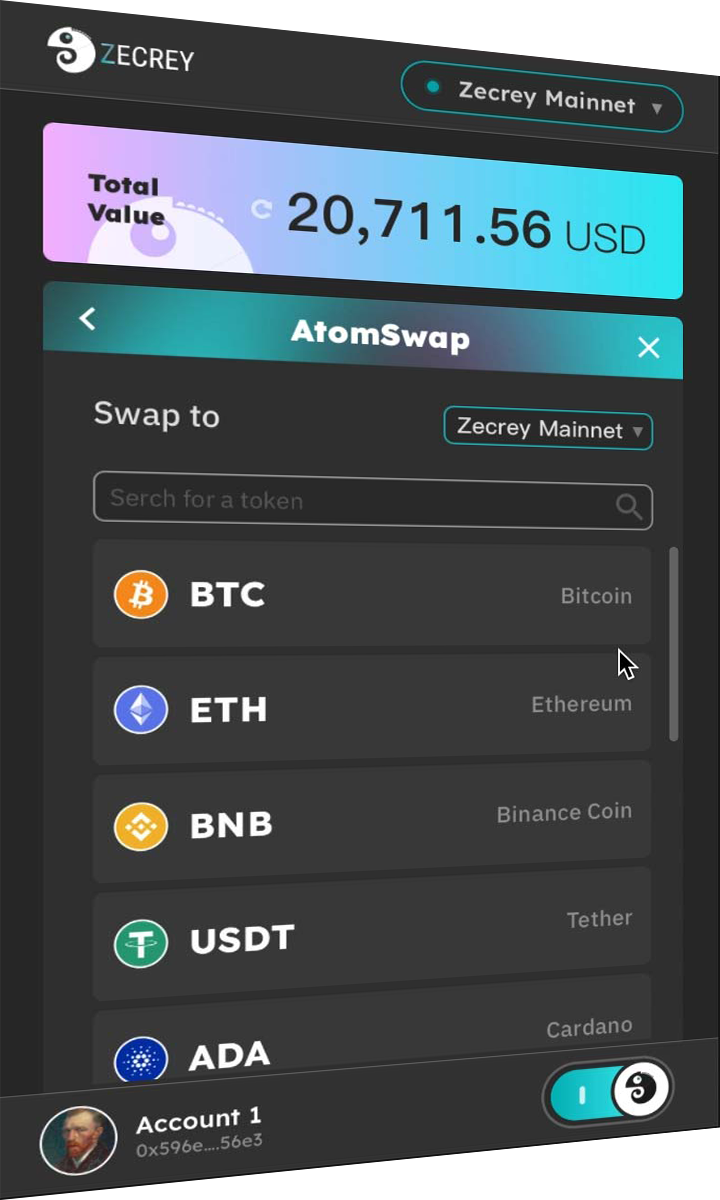 ZECREY
Zecrey Mainnet
Total
Value
20,711.56 USD
AtomSwap
Swap to
Zecrey Mainnet
Serch for a token
BTC
Bitcoin
ETH
Ethereum
BNB
Binance Coin
USDT
Tether
ADA
Cardano
Account 1
0x596e....56e3